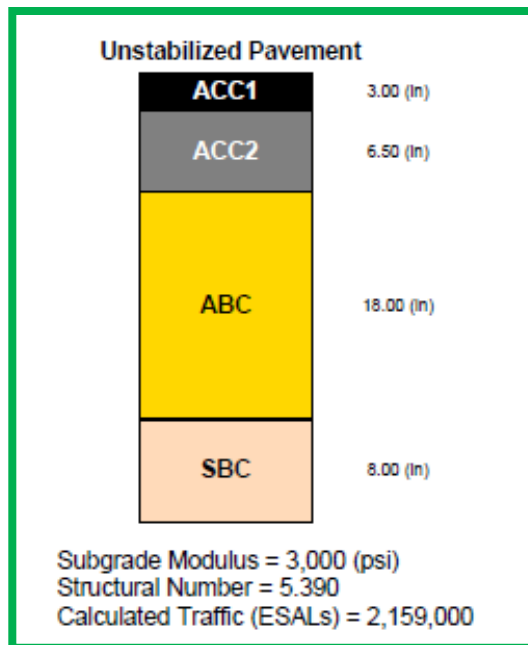 Unstabilized Pavement
ACC1 3.00 (in)
ACC2 6.50 (in)
ABC 18.00 (in)
SBC 8.00 (in)
Subgrade Modulus = 3,000 (psi)
Structural Number = 5.390
Calculated Traffic (ESALs) = 2,159,000